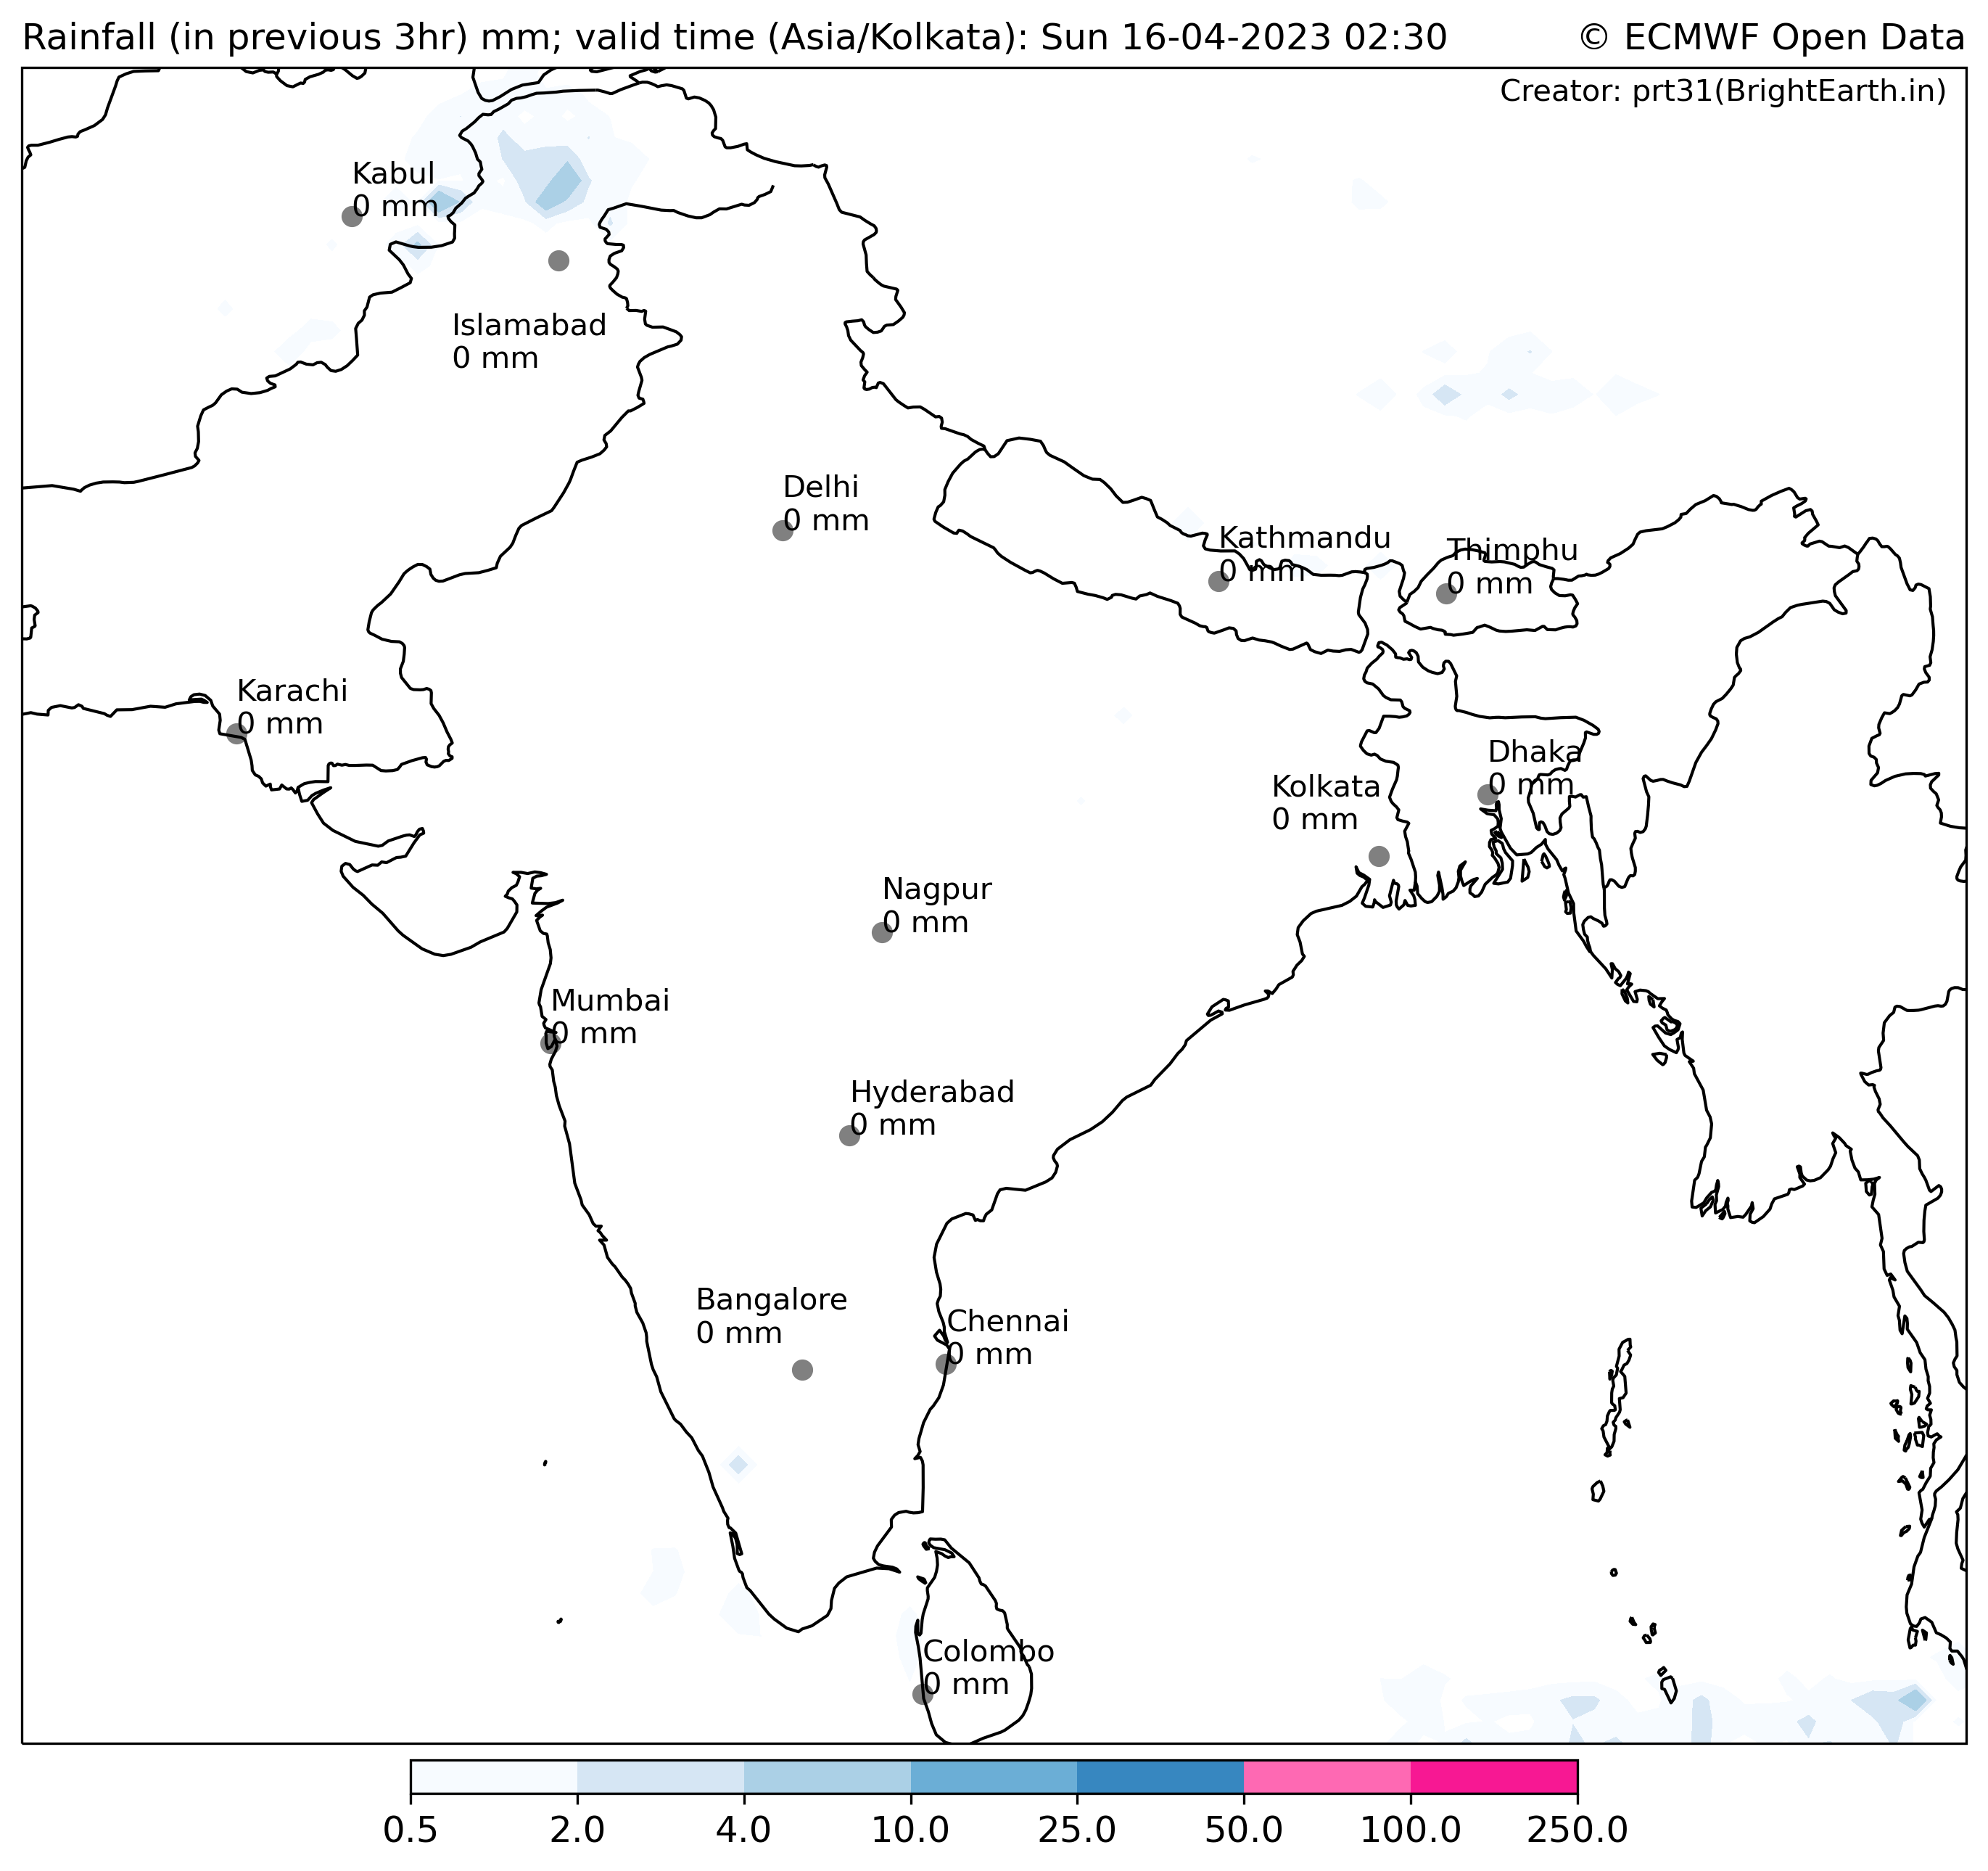 Rainfall (in previous 3hr) mm; valid time (Asia/Kolkata): Sun 16-04-2023 02:30
© ECMWF Open Data
Creator: prt31(BrightEarth.in)
Kabul
0 mm
Islamabad
0 mm
Delhi
0 mm
Kathmandu
0 mm
Thimphu
0 mm
Karachi
0 mm
Dhaka
0 mm
Kolkata
0 mm
Nagpur
0 mm
Mumbai
0 mm
Hyderabad
0 mm
Bangalore
0 mm
Chennai
0 mm
Colombo
0 mm
0.5 2.0 4.0 10.0 25.0 50.0 100.0 250.0